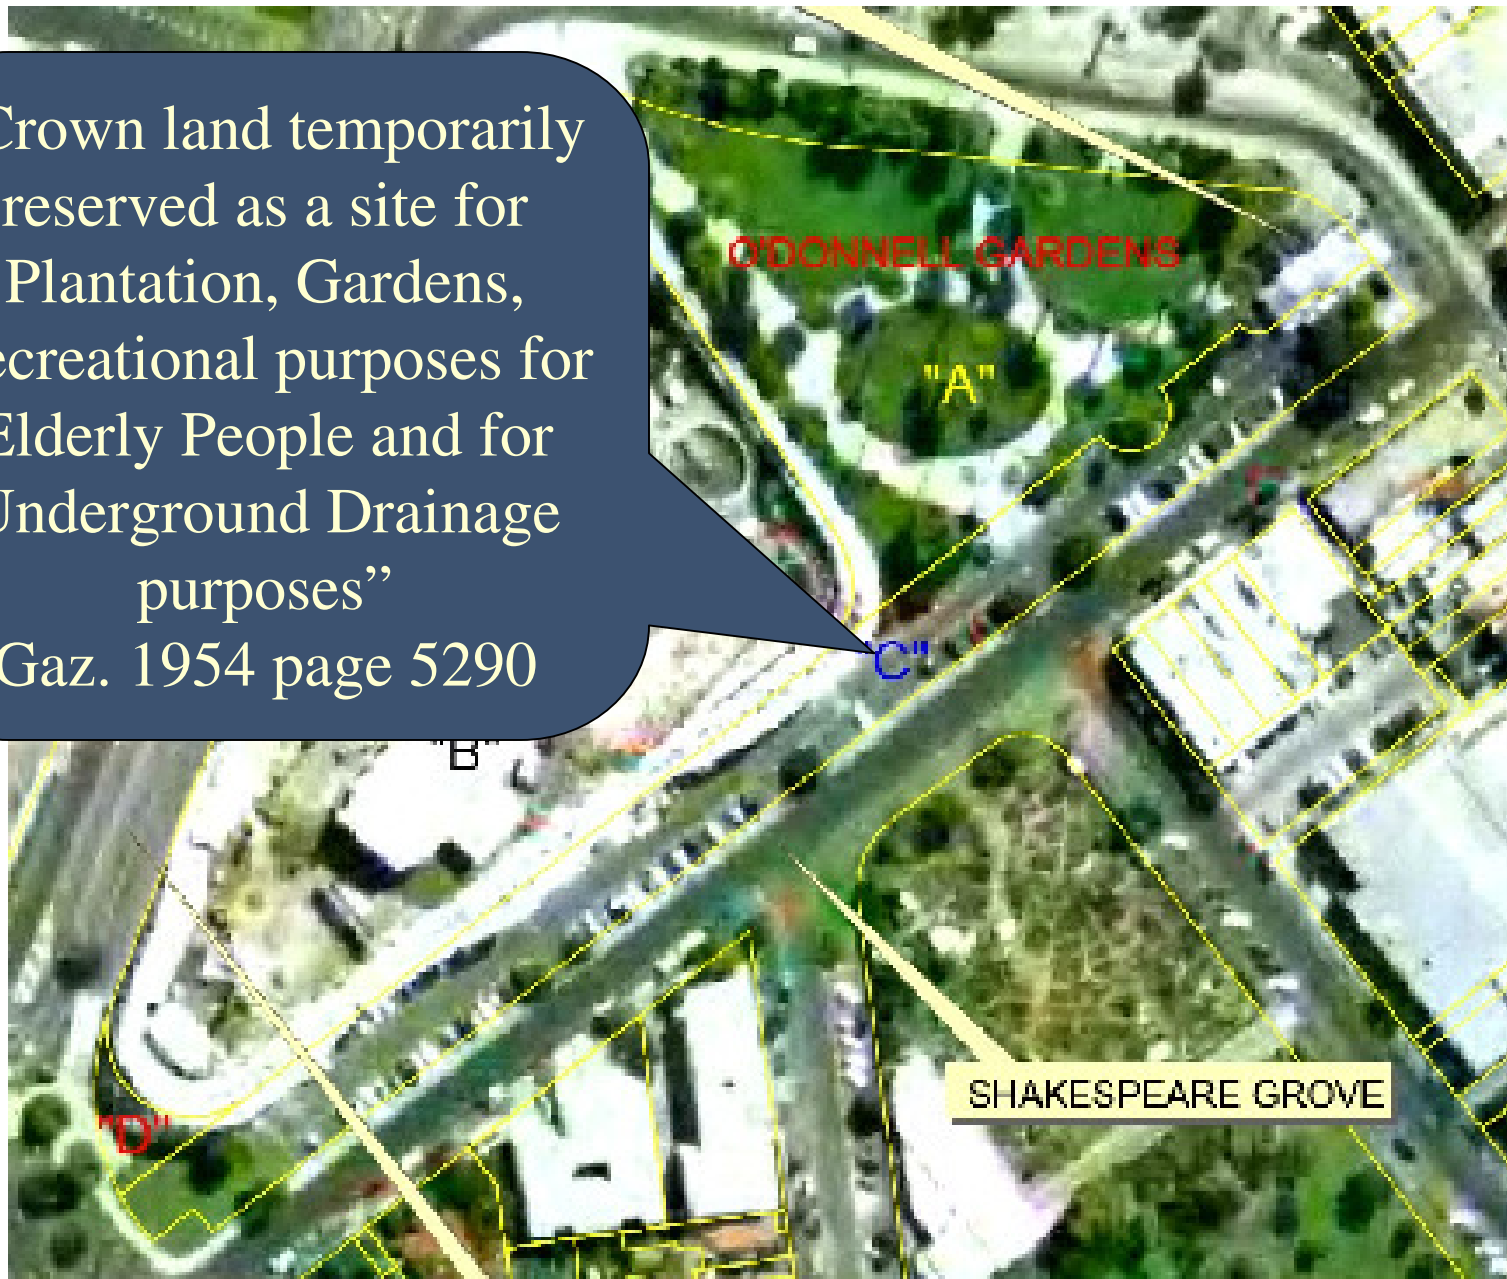 Crown land temporarily
reserved as a site for
Plantation, Gardens,
ecreational purposes for
Elderly People and for
Underground Drainage
purposes”
Gaz. 1954 page 5290
O'DONNELL GARDENS
"A"
"C"
"B"
SHAKESPEARE GROVE
"D"